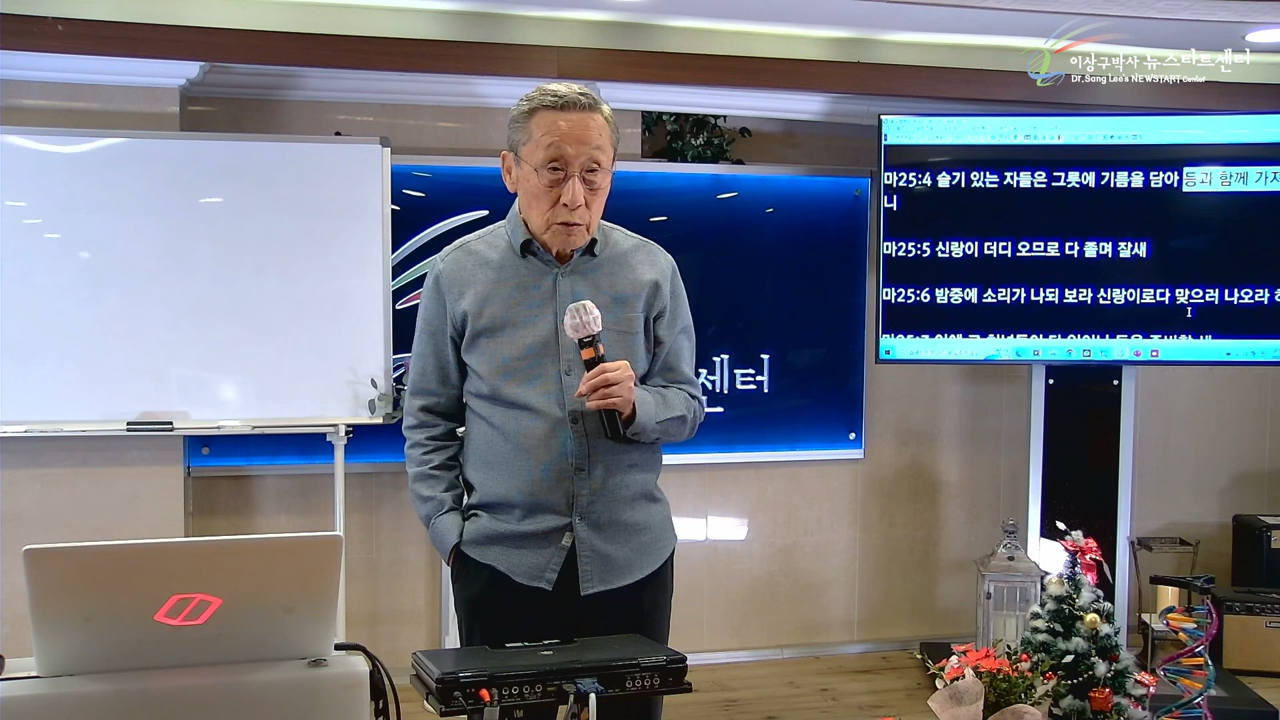 이상구박사 뉴스타트센터
Dr. Sang Lee's NEWSTART Center
마25:4 슬기 있는 자들은 그릇에 기름을 담아 등과 함께 가져
니
마25:5 신랑이 더디 오므로 다 졸며 잘새
마25:6 밤중에 소리가 나되 보라 신랑이로다 맞으러 나오라
센터